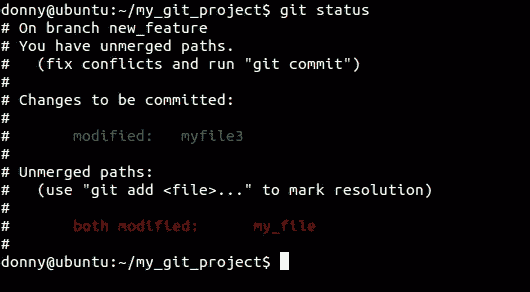 donny@ubuntu:~/my_git_project$ git status
# On branch new_feature
# You have unmerged paths.
#   (fix conflicts and run "git commit")
#
# Changes to be committed:
#
#       modified:   myfile3
#
# Unmerged paths:
#   (use "git add <file>..." to mark resolution)
#
#       both modified:      my_file
#
donny@ubuntu:~/my_git_project$